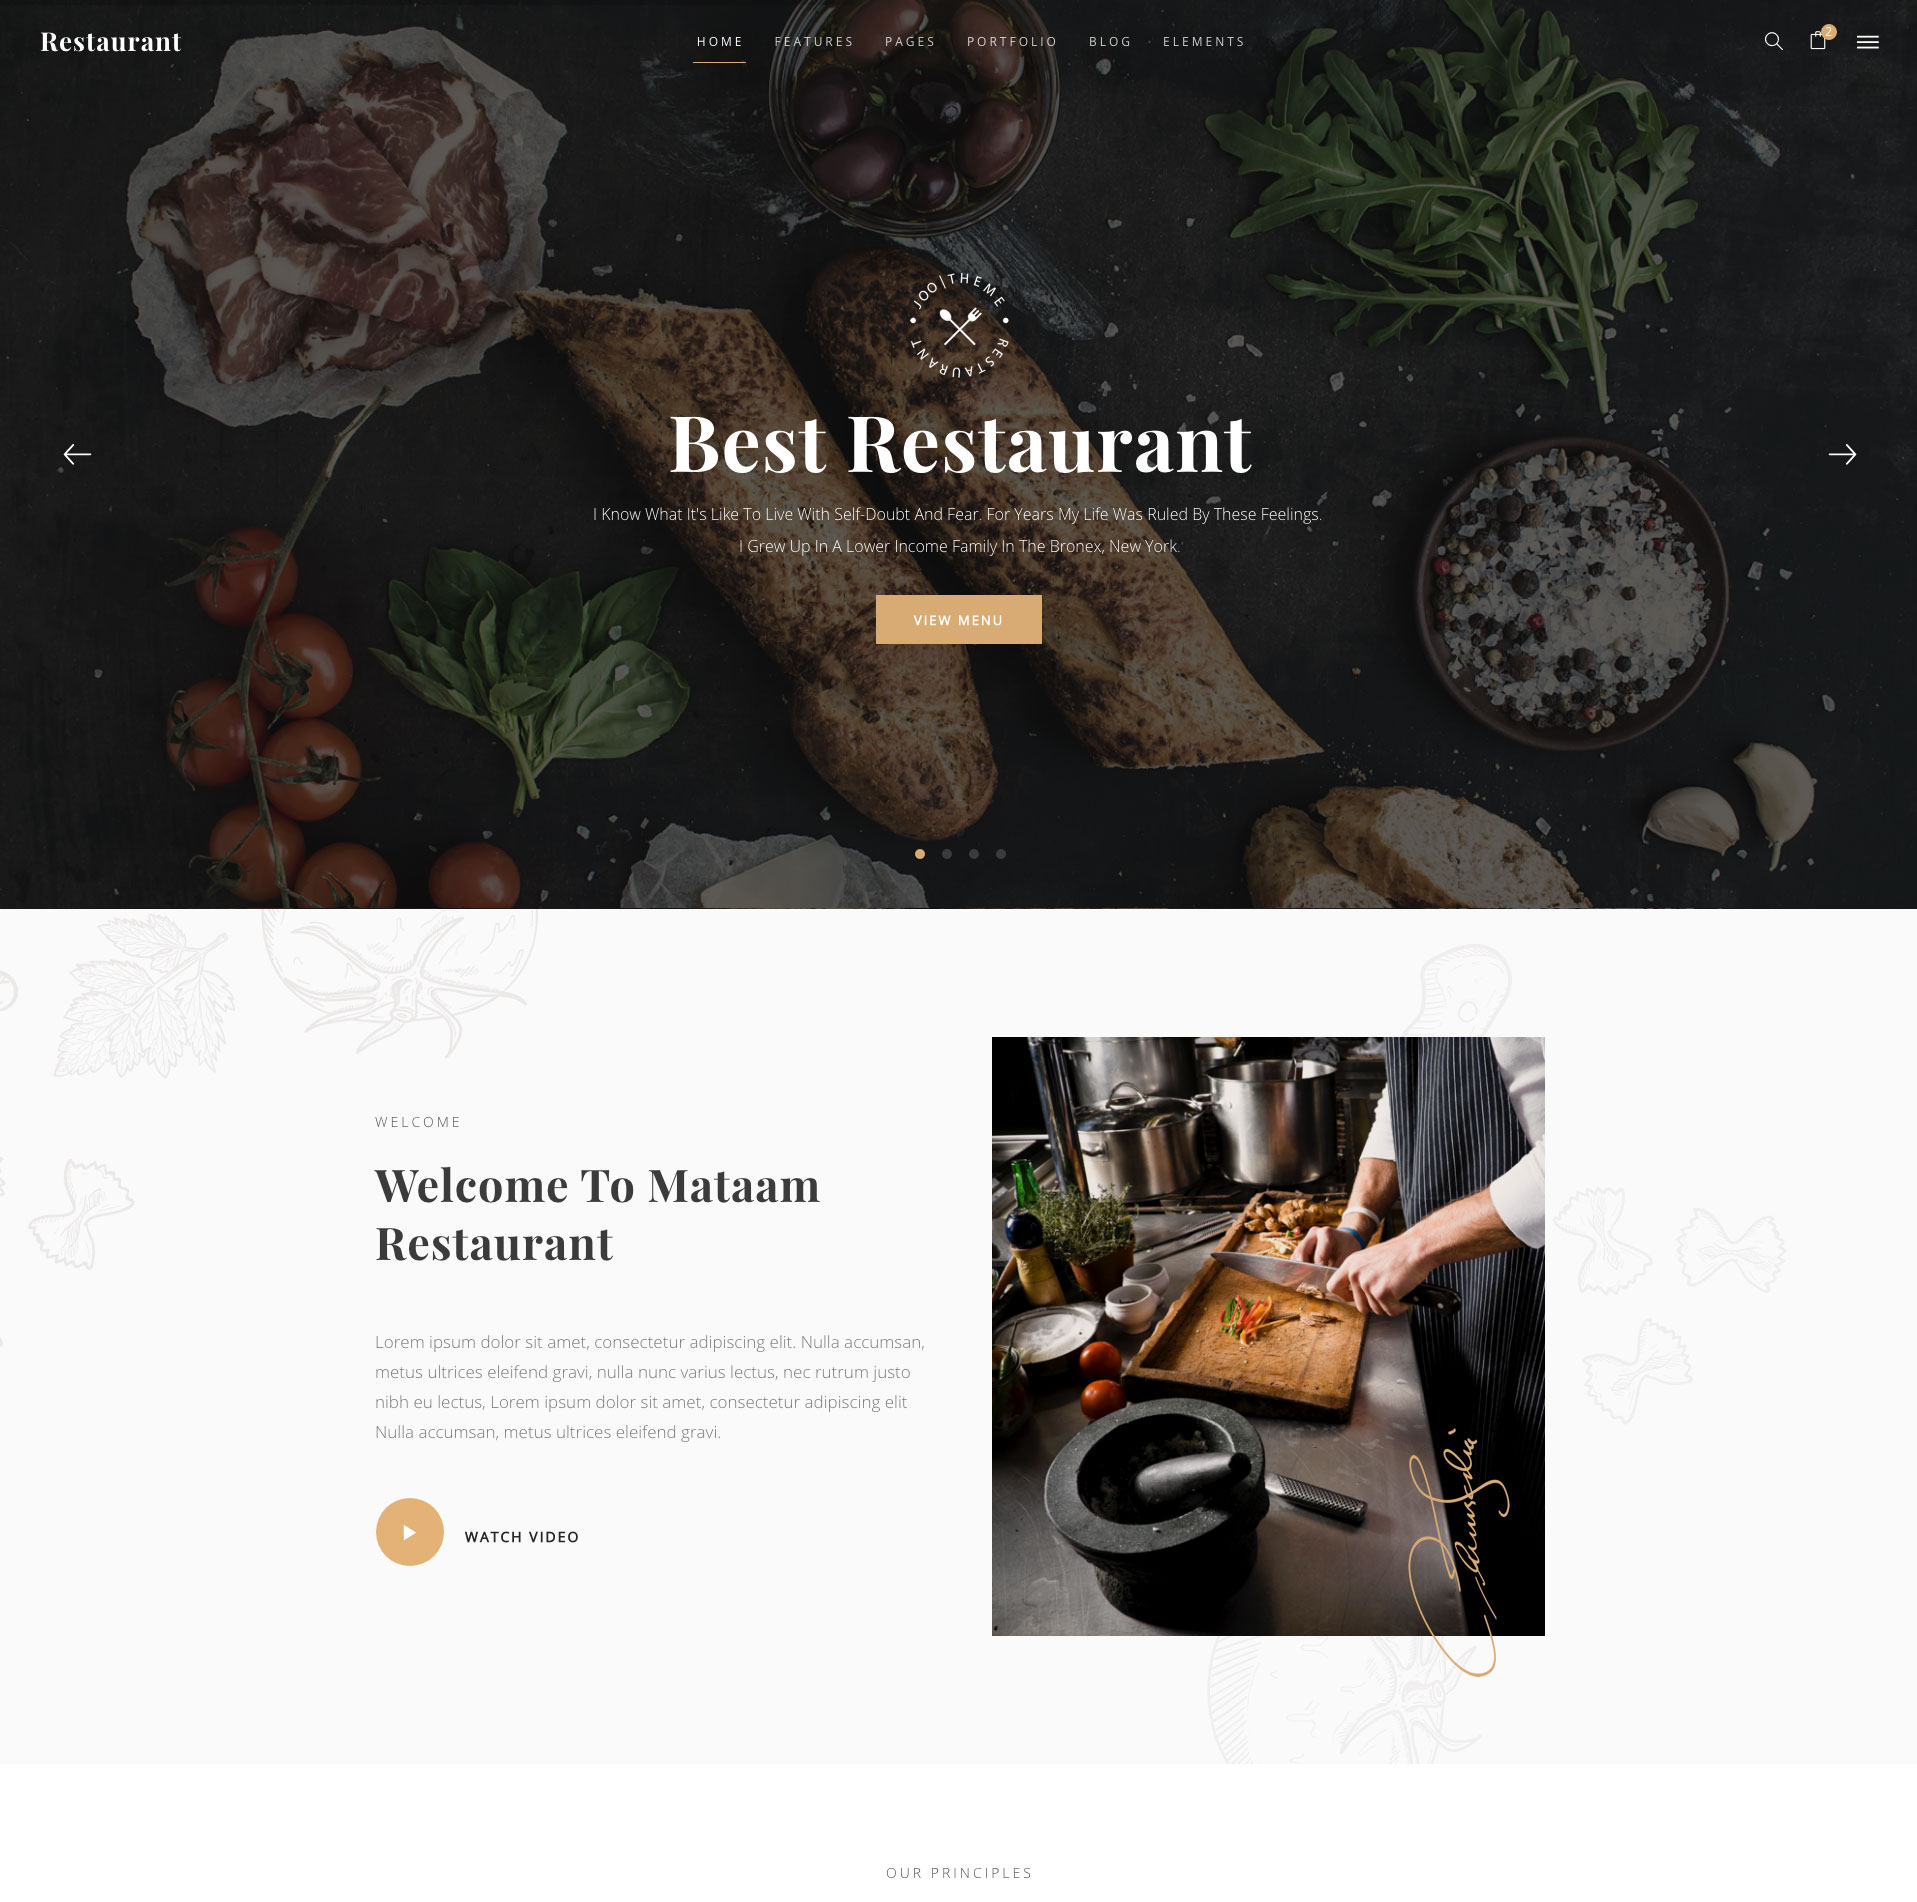 Restaurant
HOME FEATURES PAGES PORTFOLIO BLOG ELEMENTS
2
JOO|THEME
RESTAURANT
Best Restaurant
I Know What It's Like To Live With Self-Doubt And Fear. For Years My Life Was Ruled By These Feelings.
I Grew Up In A Lower Income Family In The Bronex, New York.
VIEW MENU
WELCOME
Welcome To Mataam
Restaurant
Lorem ipsum dolor sit amet, consectetur adipiscing elit. Nulla accumsan,
metus ultrices eleifend gravi, nulla nunc varius lectus, nec rutrum justo
nibh eu lectus, Lorem ipsum dolor sit amet, consectetur adipiscing elit
Nulla accumsan, metus ultrices eleifend gravi.
WATCH VIDEO
OUR PRINCIPLES